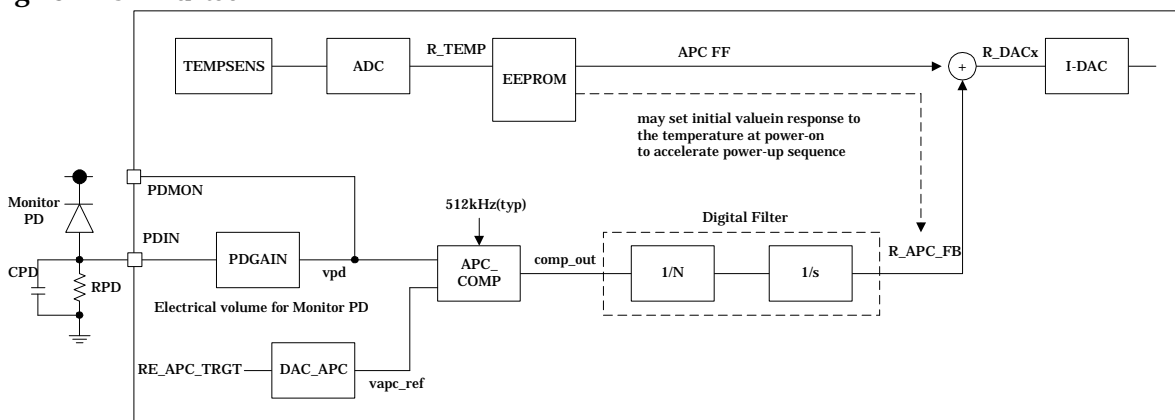 TEMPSENS
ADC
R_TEMP
EEPROM
APC FF
+
R_DACx
I-DAC
may set initial valuein response to
the temperature at power-on
to accelerate power-up sequence
PDMON
Monitor
PD
PDIN
CPD
RPD
PDGAIN
vpd
Electrical volume for Monitor PD
512kHz(typ)
APC_
COMP
comp_out
Digital Filter
1/N
1/s
R_APC_FB
RE_APC_TRGT
DAC_APC
vapc_ref